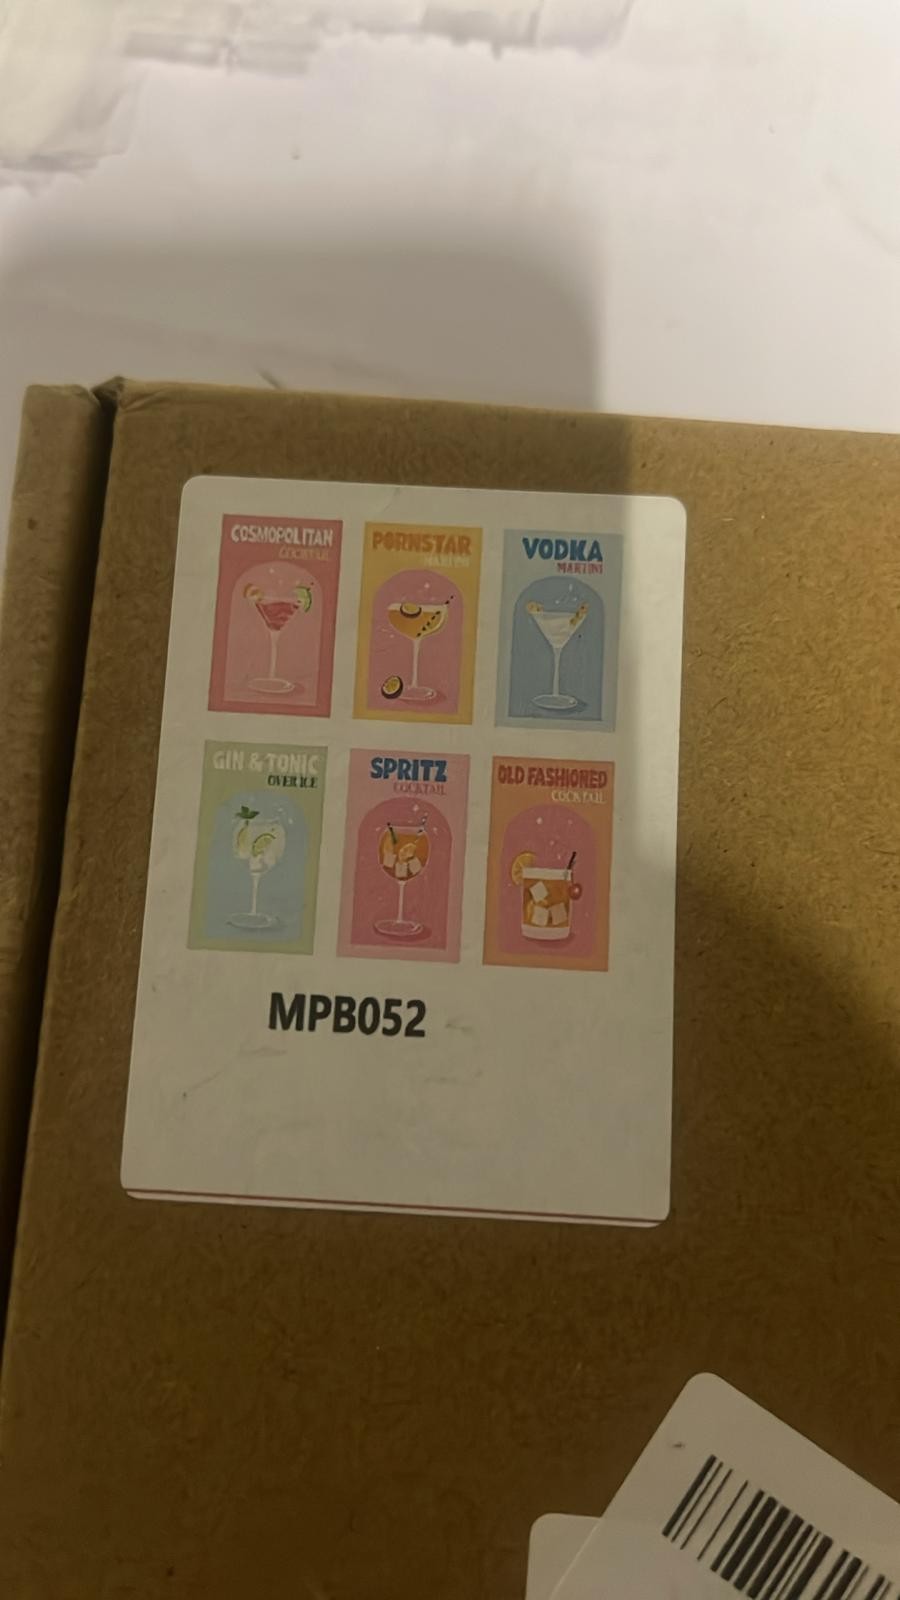 COSMOPOLITAN
COCKTAIL
PORNSTAR
MARTINI
VODKA
MARTINI
GIN & TONIC
OVER ICE
SPRITZ
COCKTAIL
OLD FASHIONED
COCKTAIL
MPB052